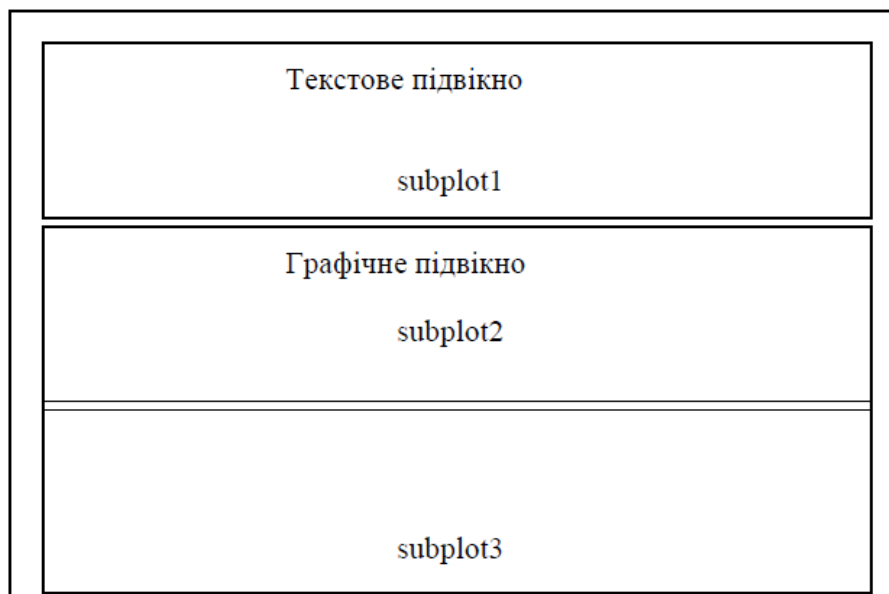 Текстове підвікно
subplot1
Графічне підвікно
subplot2
subplot3